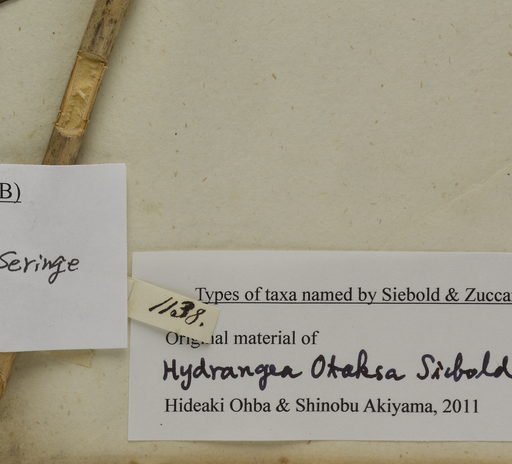 B)
Seringe
Types of taxa named by Siebold & Zucca
1138.
Original material of
Hydrangea Otaksa Siebold
Hideaki Ohba & Shinobu Akiyama, 2011